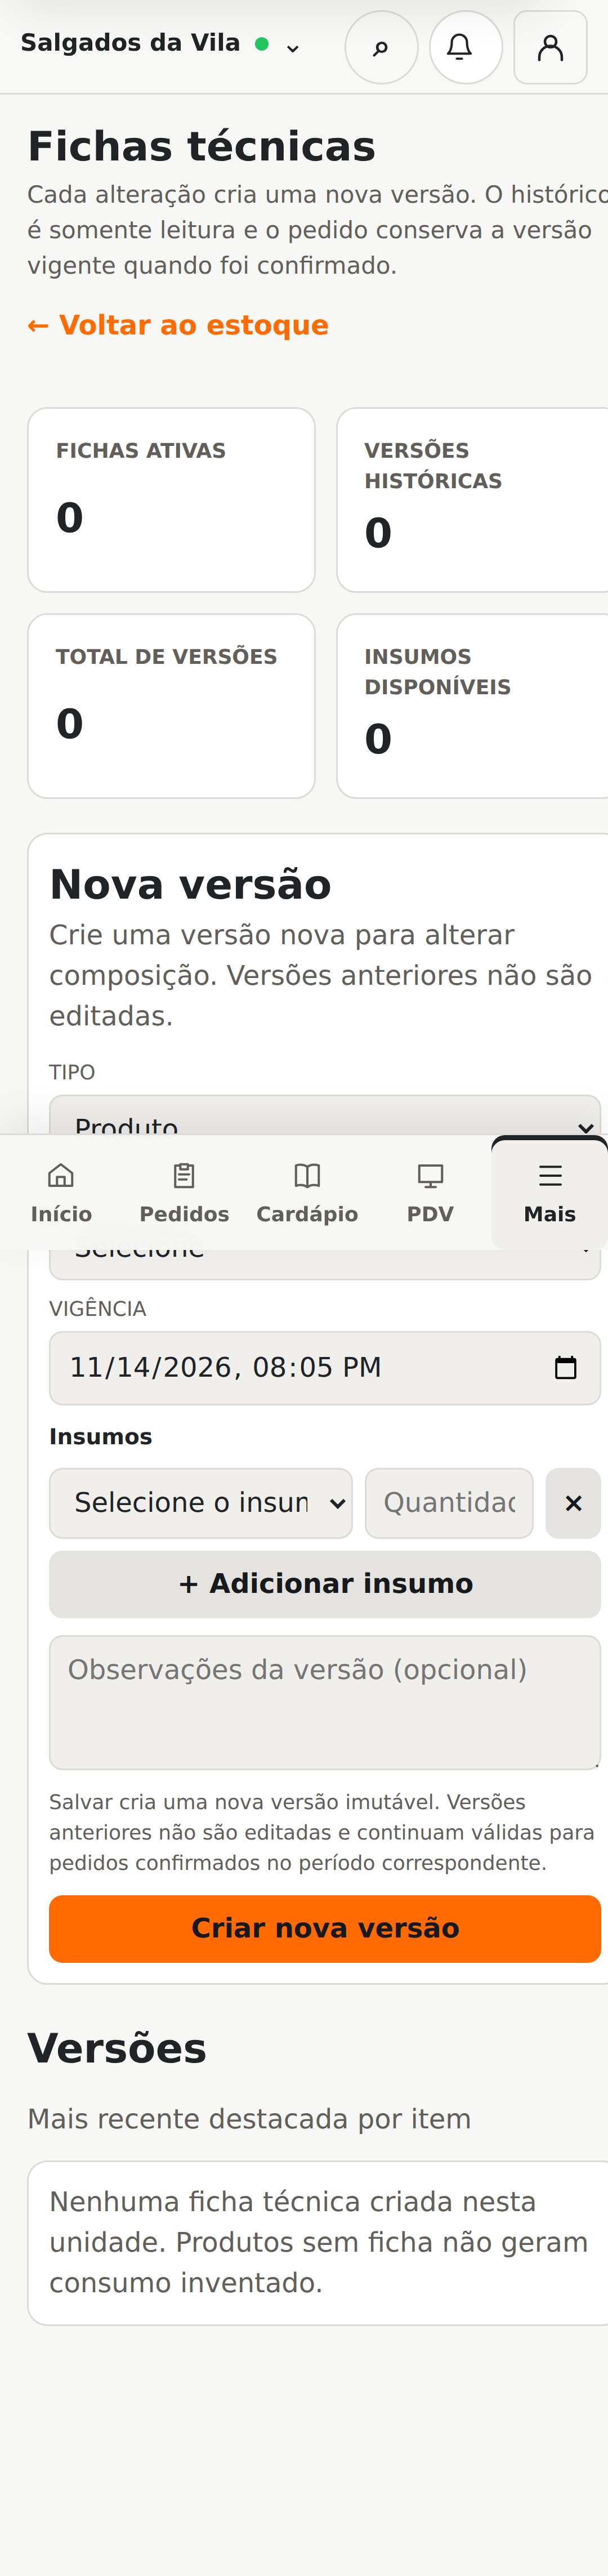 Salgados da Vila
Fichas técnicas
Cada alteração cria uma nova versão. O histórico
é somente leitura e o pedido conserva a versão
vigente quando foi confirmado.
← Voltar ao estoque
FICHAS ATIVAS
0
VERSÕES
HISTÓRICAS
0
TOTAL DE VERSÕES
0
INSUMOS
DISPONÍVEIS
0
Nova versão
Crie uma versão nova para alterar
composição. Versões anteriores não são
editadas.
TIPO
Produto
Início
Pedidos
Cardápio
PDV
Mais
Selecione
VIGÊNCIA
11/14/2026, 08:05 PM
Insumos
Selecione o insun
Quantidad
×
+ Adicionar insumo
Observações da versão (opcional)
Salvar cria uma nova versão imutável. Versões
anteriores não são editadas e continuam válidas para
pedidos confirmados no período correspondente.
Criar nova versão
Versões
Mais recente destacada por item
Nenhuma ficha técnica criada nesta
unidade. Produtos sem ficha não geram
consumo inventado.